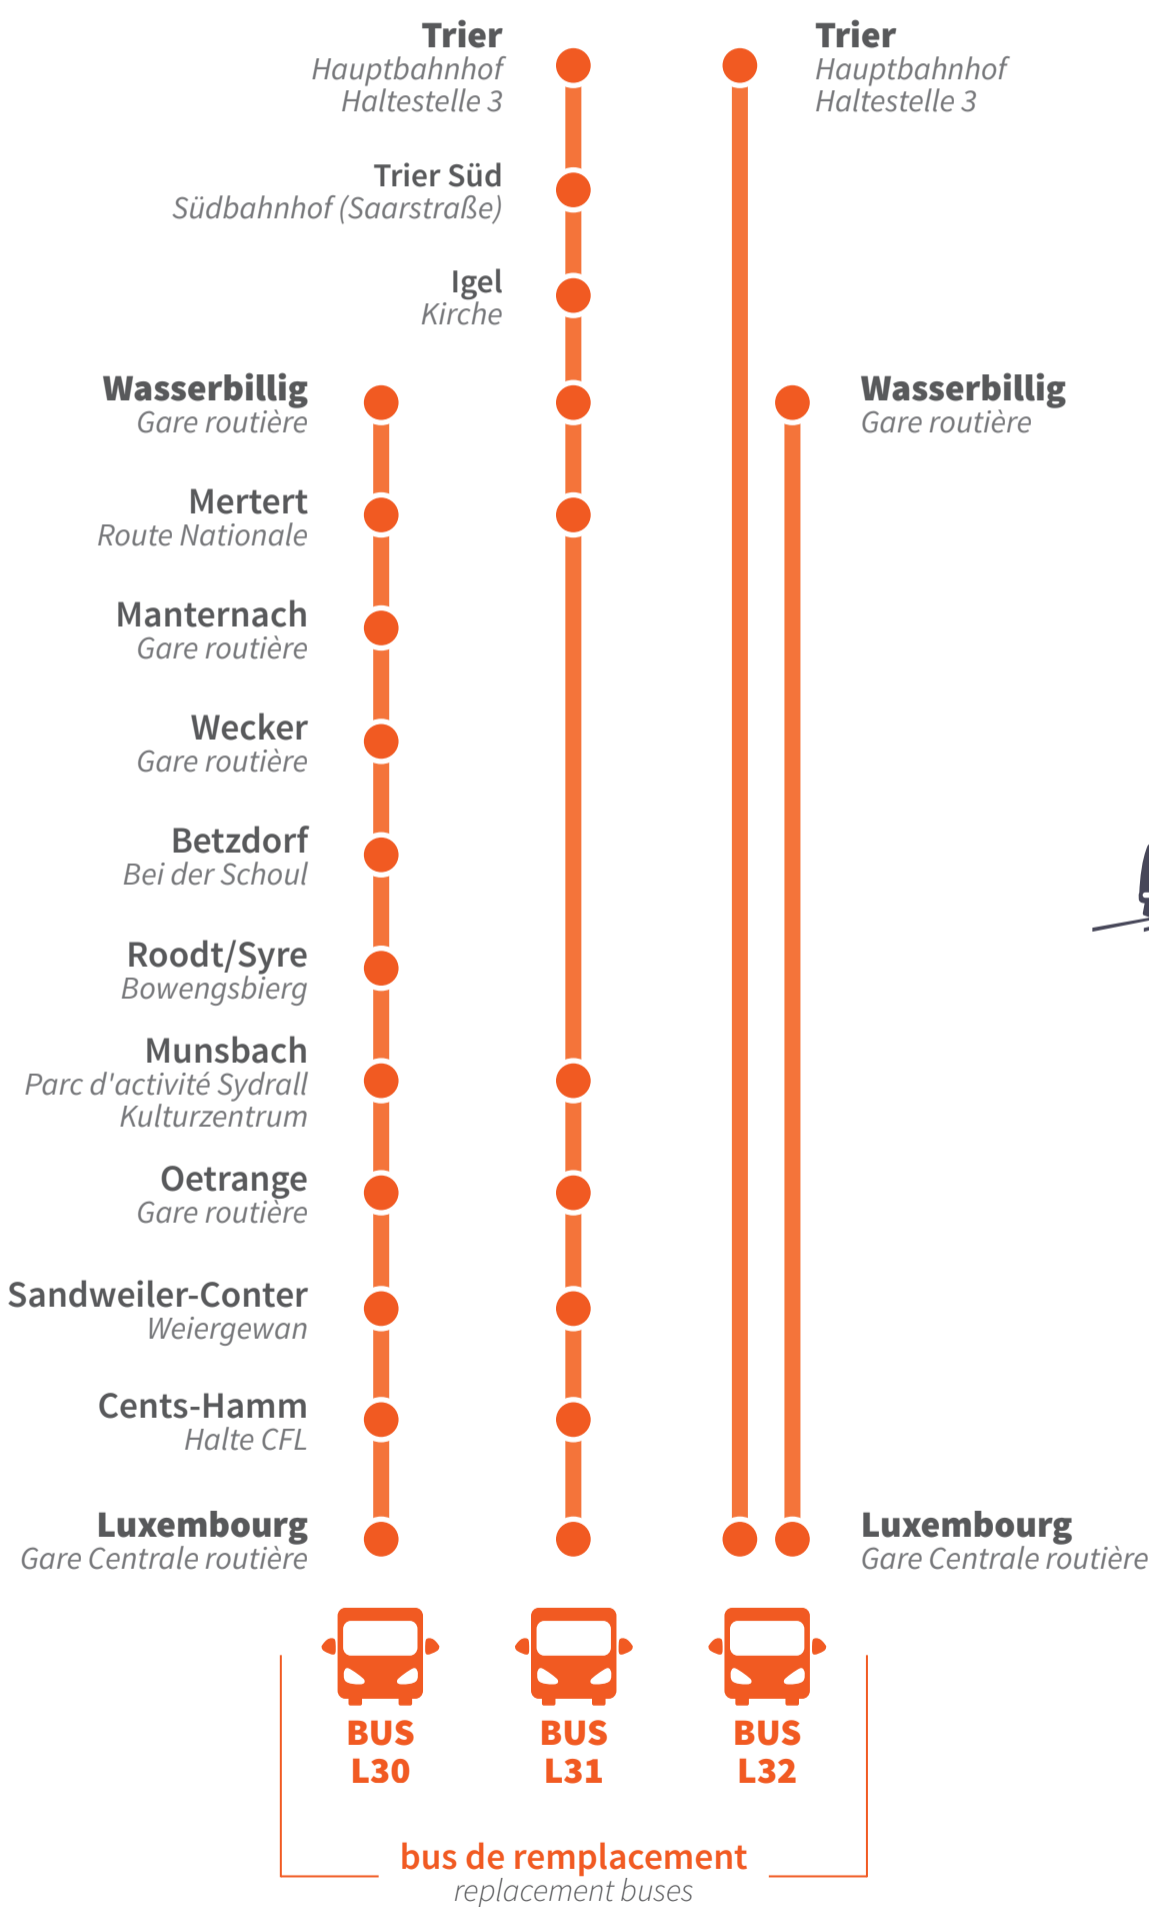 Trier
Hauptbahnhof
Haltestelle 3
Trier
Hauptbahnhof
Haltestelle 3
Trier Süd
Südbahnhof (Saarstraße)
Igel
Kirche
Wasserbillig
Gare routière
Wasserbillig
Gare routière
Mertert
Route Nationale
Manternach
Gare routière
Wecker
Gare routière
Betzdorf
Bei der Schoul
Roodt/Syre
Bowengsbierg
Munsbach
Parc d'activité Sydrall
Kulturzentrum
Oetrange
Gare routière
Sandweiler-Conter
Weiergewan
Cents-Hamm
Halte CFL
Luxembourg
Gare Centrale routière
Luxembourg
Gare Centrale routière
BUS
L30
BUS
L31
BUS
L32
bus de remplacement
replacement buses